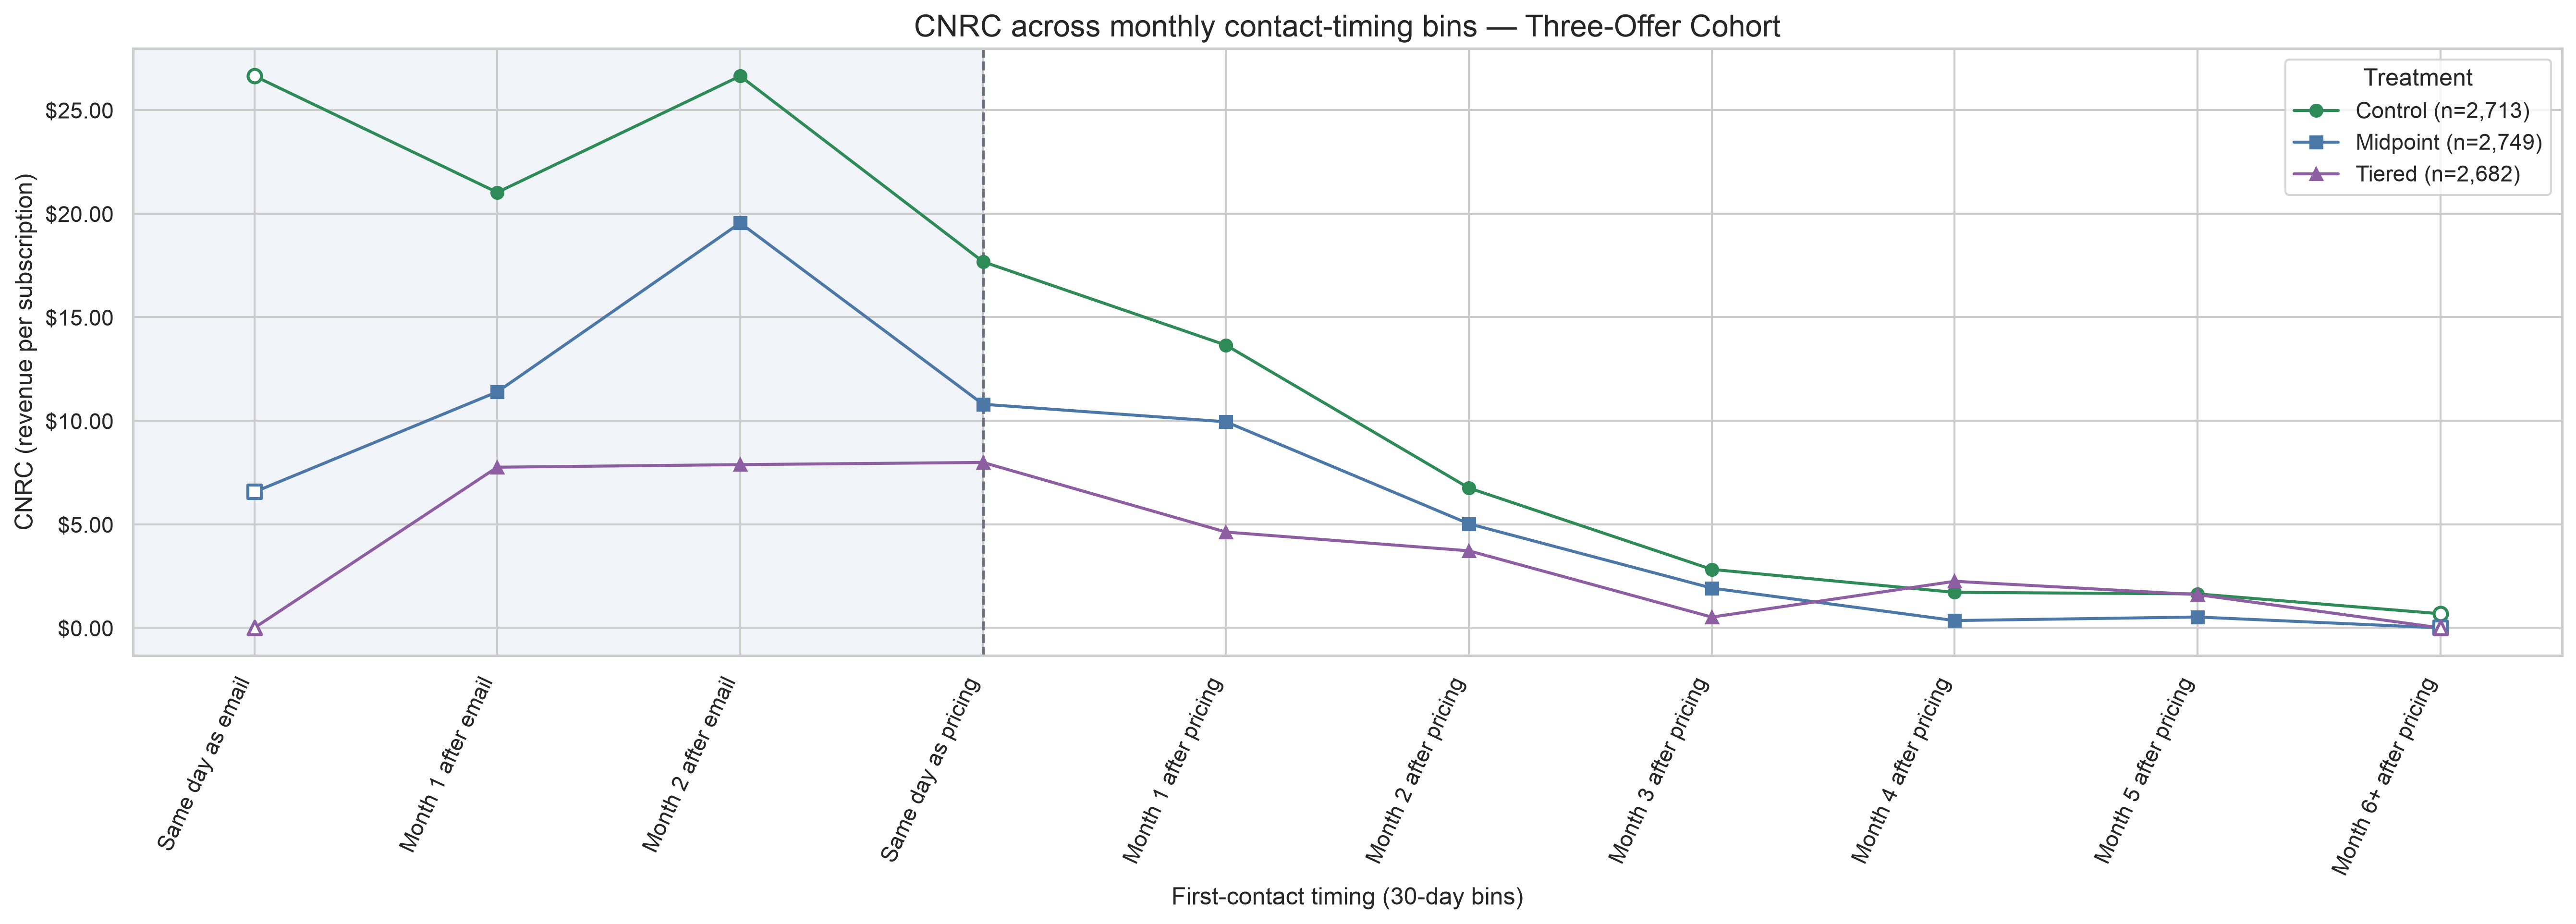 CNRC across monthly contact-timing bins — Three-Offer Cohort
CNRC (revenue per subscription)
$25.00
$20.00
$15.00
$10.00
$5.00
$0.00
Treatment
Control (n=2,713)
Midpoint (n=2,749)
Tiered (n=2,682)
Same day as email
Month 1 after email
Month 2 after email
Same day as pricing
Month 1 after pricing
Month 2 after pricing
Month 3 after pricing
Month 4 after pricing
Month 5 after pricing
Month 6+ after pricing
First-contact timing (30-day bins)